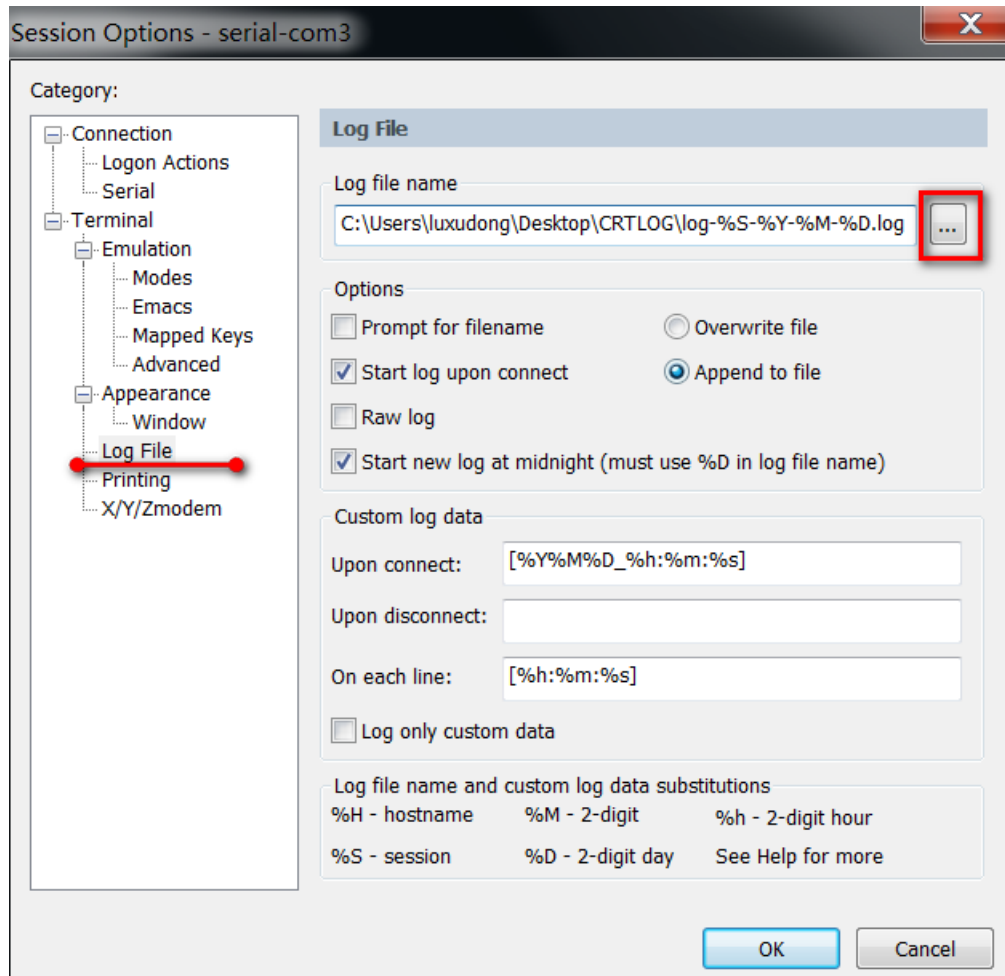 Session Options - serial-com3
Category:
Connection
Logon Actions
Serial
Terminal
Emulation
Modes
Emacs
Mapped Keys
Advanced
Appearance
Window
Log File
Printing
X/Y/Zmodem
Log File
Log file name
C:\Users\luxudong\Desktop\CRTLOG\log-%S-%Y-%M-%D.log
...
Options
Prompt for filename
Overwrite file
Start log upon connect
Append to file
Raw log
Start new log at midnight (must use %D in log file name)
Custom log data
Upon connect:
[%Y%M%D_%h:%m:%s]
Upon disconnect:
On each line:
[%h:%m:%s]
Log only custom data
Log file name and custom log data substitutions
%H - hostname
%M - 2-digit
%h - 2-digit hour
%S - session
%D - 2-digit day
See Help for more
OK
Cancel